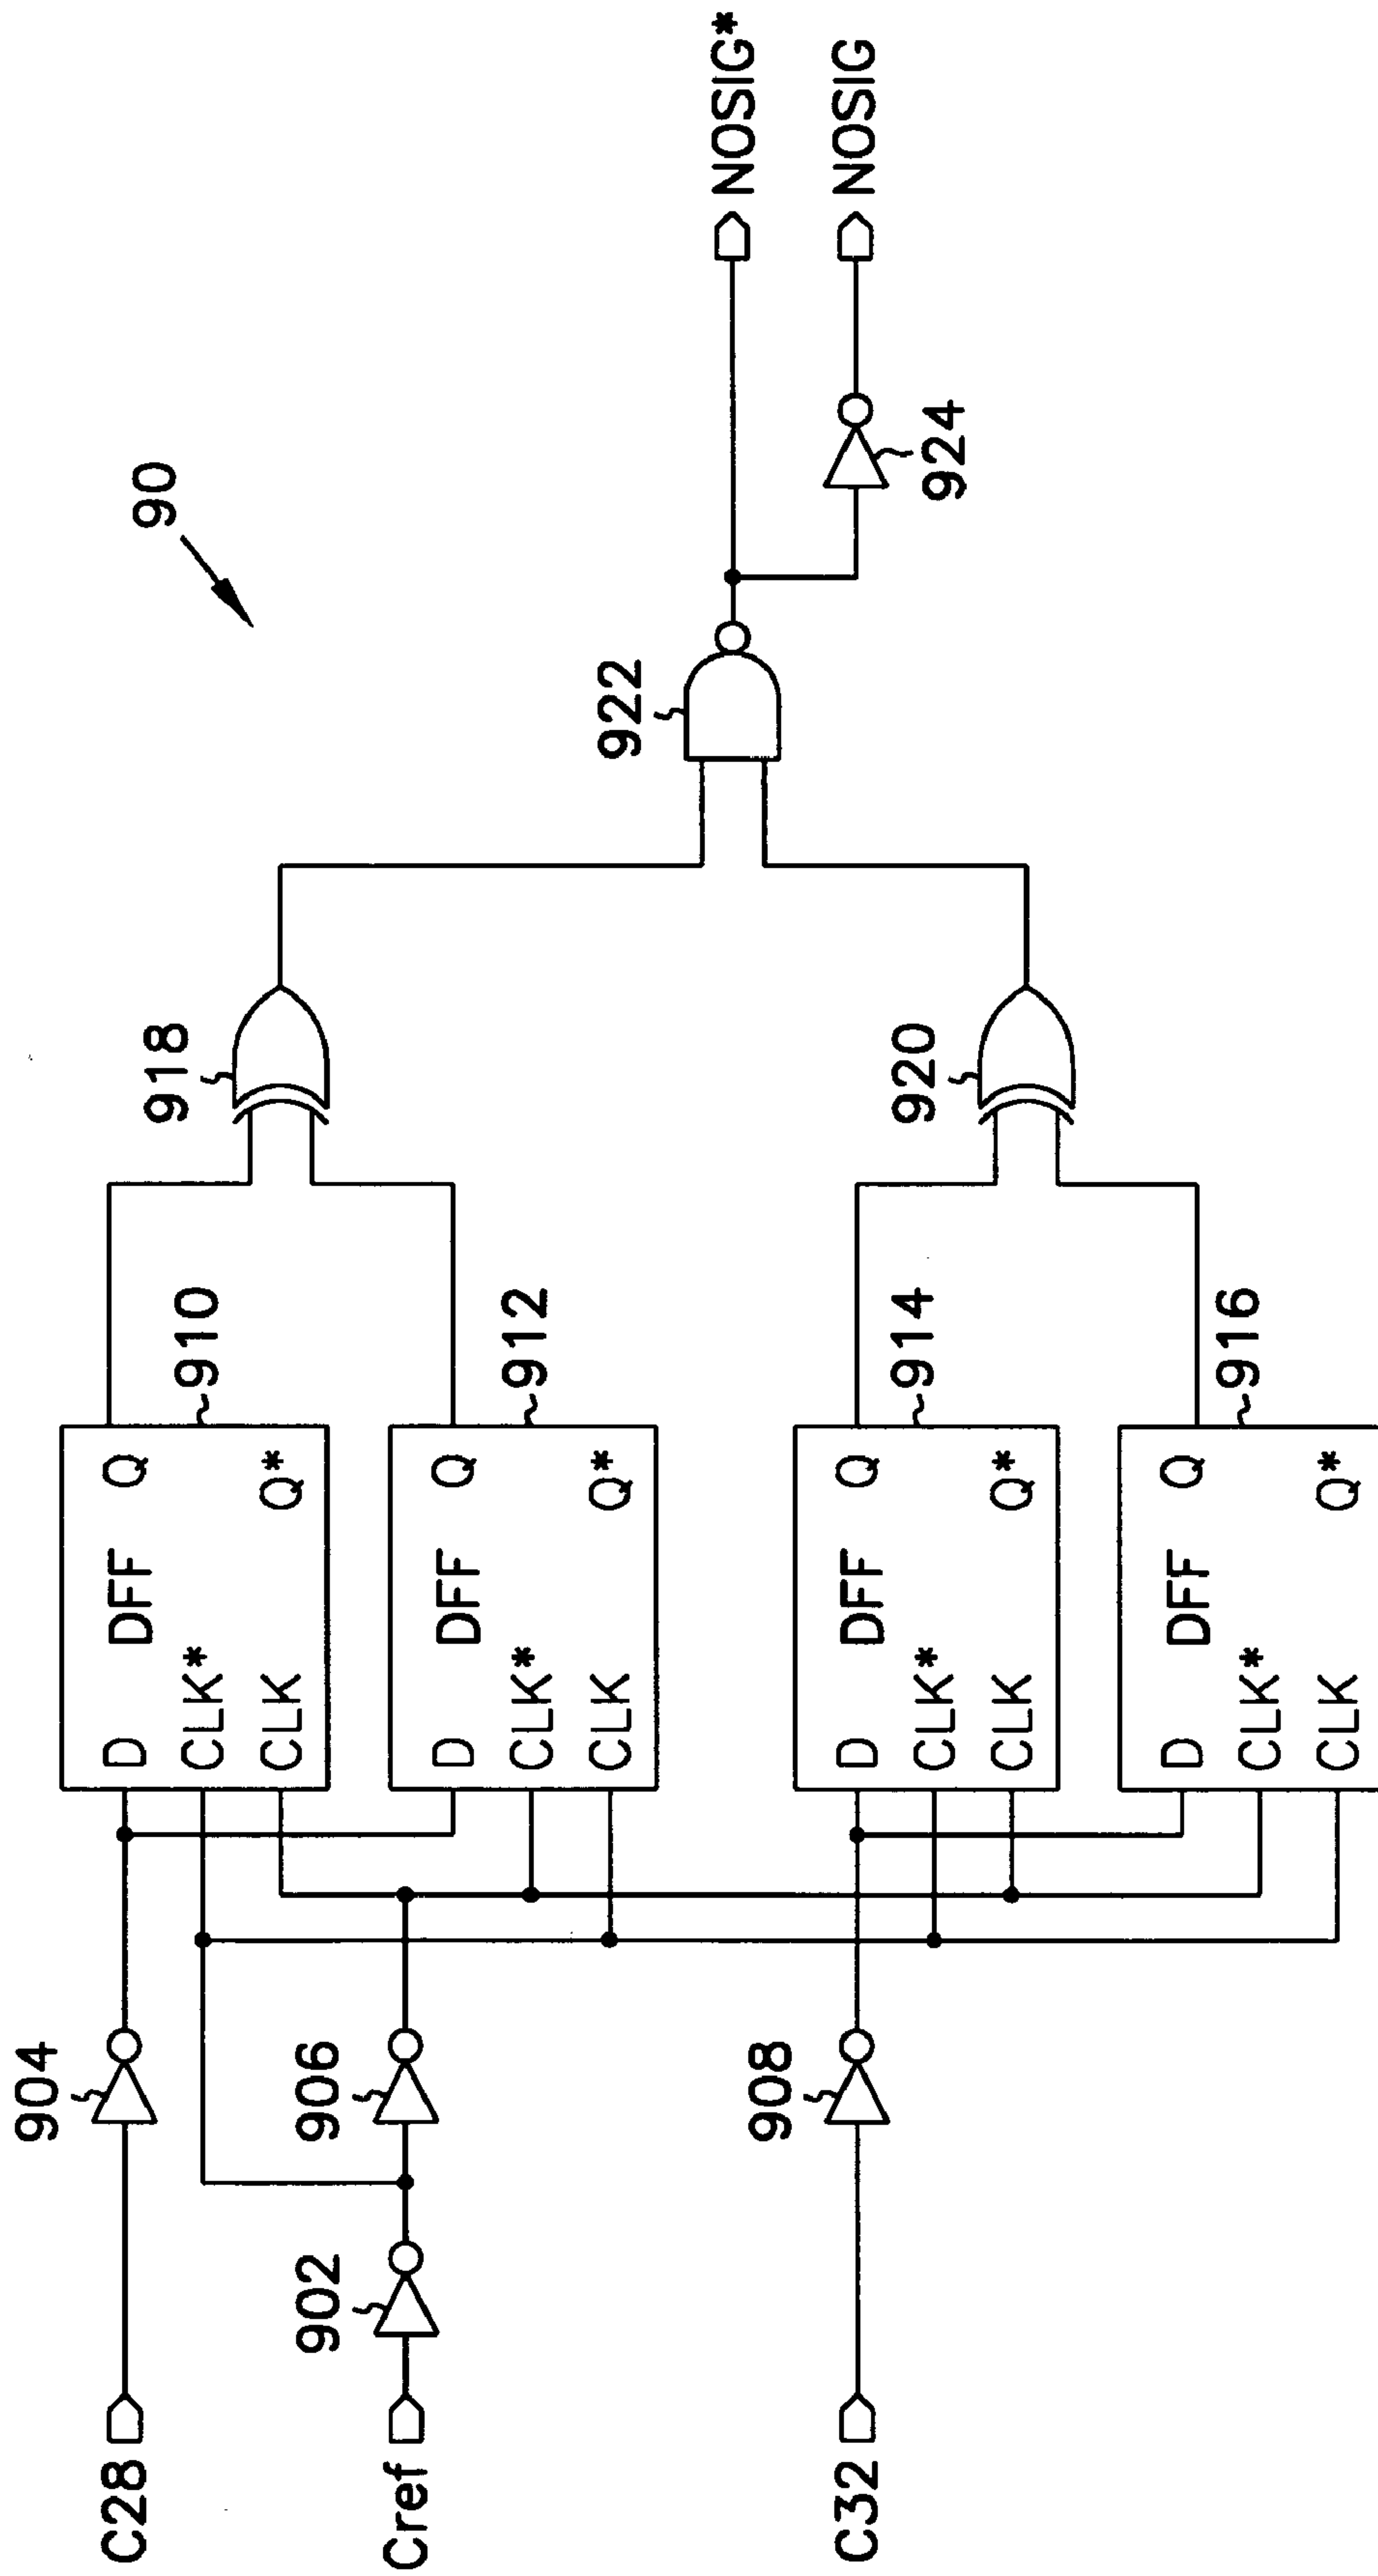 90
C28
904
Cref
902
906
C32
908
D
DFF
Q
CLK*
CLK
Q*
910
D
DFF
Q
CLK*
CLK
Q*
912
D
DFF
Q
CLK*
CLK
Q*
914
D
DFF
Q
CLK*
CLK
Q*
916
918
920
922
924
NOSIG*
NOSIG